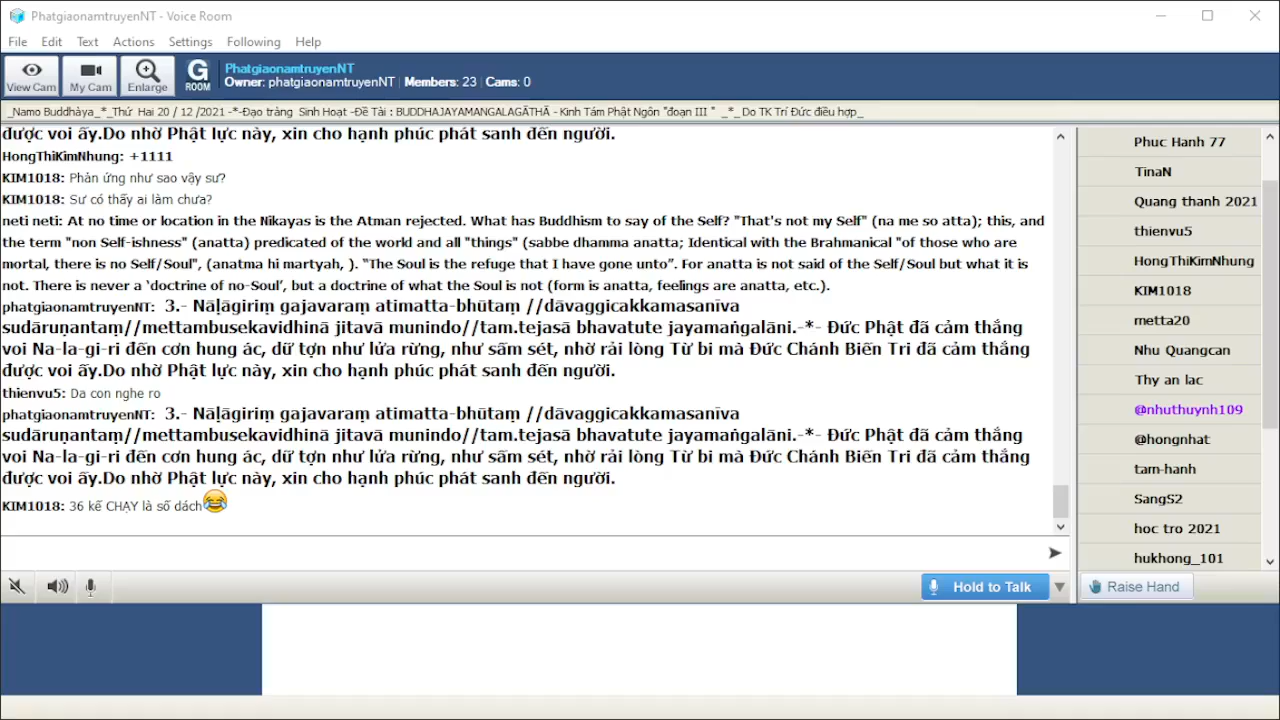 PhatgiaonamtruyenNT - Voice Room
File Edit Text Actions Settings Following Help
View Cam My Cam Enlarge G ROOM
PhatgiaonamtruyenNT
Owner: phatgiaonamtruyenNT | Members: 23 | Cams: 0
_Namo Buddhàya_*_Thứ Hai 20 / 12 /2021 -*-Đạo tràng Sinh Hoạt -Đề Tài : BUDDHAJAYAMANGALAGĀTHĀ - Kinh Tám Phật Ngôn "đoạn III " _*_ Do TK Trí Đức điều hợp_
được voi ấy.Do nhờ Phật lực này, xin cho hạnh phúc phát sanh đến người.
HongThiKimNhung: +1111
KIM1018: Phản ứng như sao vậy sư?
KIM1018: Sư có thấy ai làm chưa?
neti neti: At no time or location in the Nikayas is the Atman rejected. What has Buddhism to say of the Self? "That's not my Self" (na me so atta); this, and
the term "non Self-ishness" (anatta) predicated of the world and all "things" (sabbe dhamma anatta; Identical with the Brahmanical "of those who are
mortal, there is no Self/Soul", (anatma hi martyah, ). “The Soul is the refuge that I have gone unto”. For anatta is not said of the Self/Soul but what it is
not. There is never a ‘doctrine of no-Soul’, but a doctrine of what the Soul is not (form is anatta, feelings are anatta, etc.).
phatgiaonamtruyenNT: 3.- Nāḷāgiriṃ gajavaraṃ atimatta-bhūtaṃ //dāvaggicakkamasanīva
sudāruṇantaṃ//mettambusekavidhinā jitavā munindo//tam.tejasā bhavatute jayamaṅgalāni.-*- Đức Phật đã cảm thắng
voi Na-la-gi-ri đến cơn hung ác, dữ tợn như lửa rừng, như sấm sét, nhờ rải lòng Từ bi mà Đức Chánh Biến Tri đã cảm thắng
được voi ấy.Do nhờ Phật lực này, xin cho hạnh phúc phát sanh đến người.
thienvu5: Da con nghe ro
phatgiaonamtruyenNT: 3.- Nāḷāgiriṃ gajavaraṃ atimatta-bhūtaṃ //dāvaggicakkamasanīva
sudāruṇantaṃ//mettambusekavidhinā jitavā munindo//tam.tejasā bhavatute jayamaṅgalāni.-*- Đức Phật đã cảm thắng
voi Na-la-gi-ri đến cơn hung ác, dữ tợn như lửa rừng, như sấm sét, nhờ rải lòng Từ bi mà Đức Chánh Biến Tri đã cảm thắng
được voi ấy.Do nhờ Phật lực này, xin cho hạnh phúc phát sanh đến người.
KIM1018: 36 kế CHẠY là số dách😂
Phuc Hanh 77
TinaN
Quang thanh 2021
thienvu5
HongThiKimNhung
KIM1018
metta20
Nhu Quangcan
Thy an lac
@nhuthuynh109
@hongnhat
tam-hanh
SangS2
hoc tro 2021
hukhong_101
Hold to Talk
Raise Hand